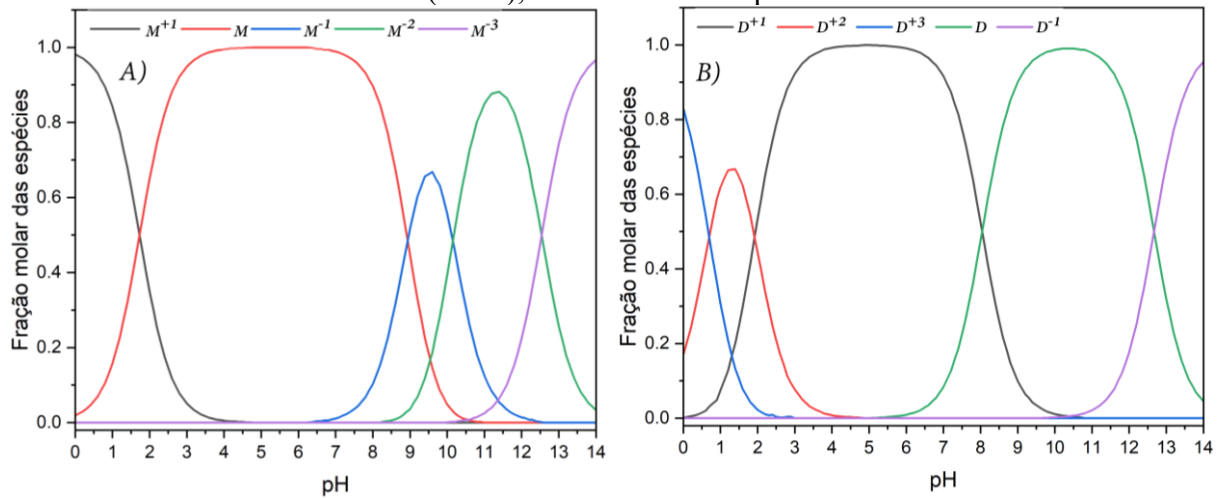 M⁺¹ M M⁻¹ M⁻² M⁻³
A)
Fração molar das espécies
1.0
0.8
0.6
0.4
0.2
0.0
0 1 2 3 4 5 6 7 8 9 10 11 12 13 14
pH
D⁺¹ D⁺² D⁺³ D D⁻¹
B)
Fração molar das espécies
1.0
0.8
0.6
0.4
0.2
0.0
0 1 2 3 4 5 6 7 8 9 10 11 12 13 14
pH